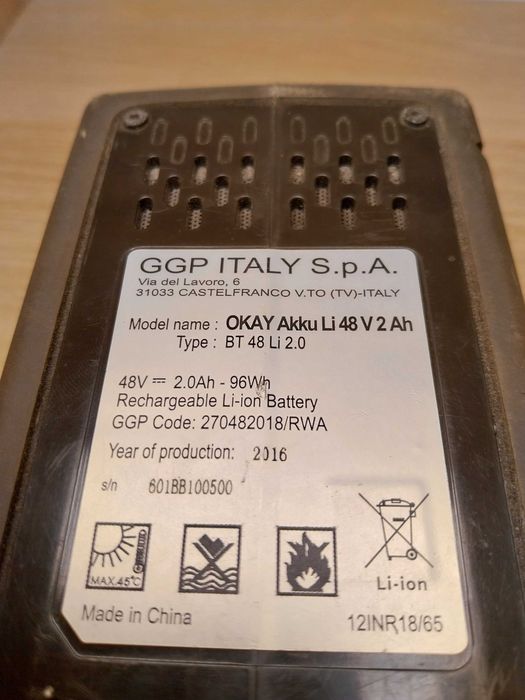 GGP ITALY S.p.A.
Via del Lavoro, 6
31033 CASTELFRANCO V.TO (TV)-ITALY
Model name : OKAY Akku Li 48 V 2 Ah
Type : BT 48 Li 2.0
48V ⎓ 2.0Ah - 96Wh
Rechargeable Li-ion Battery
GGP Code: 270482018/RWA
Year of production: 2016
s/n 601BB100500
MAX.45°C
Li-ion
Made in China
12INR18/65